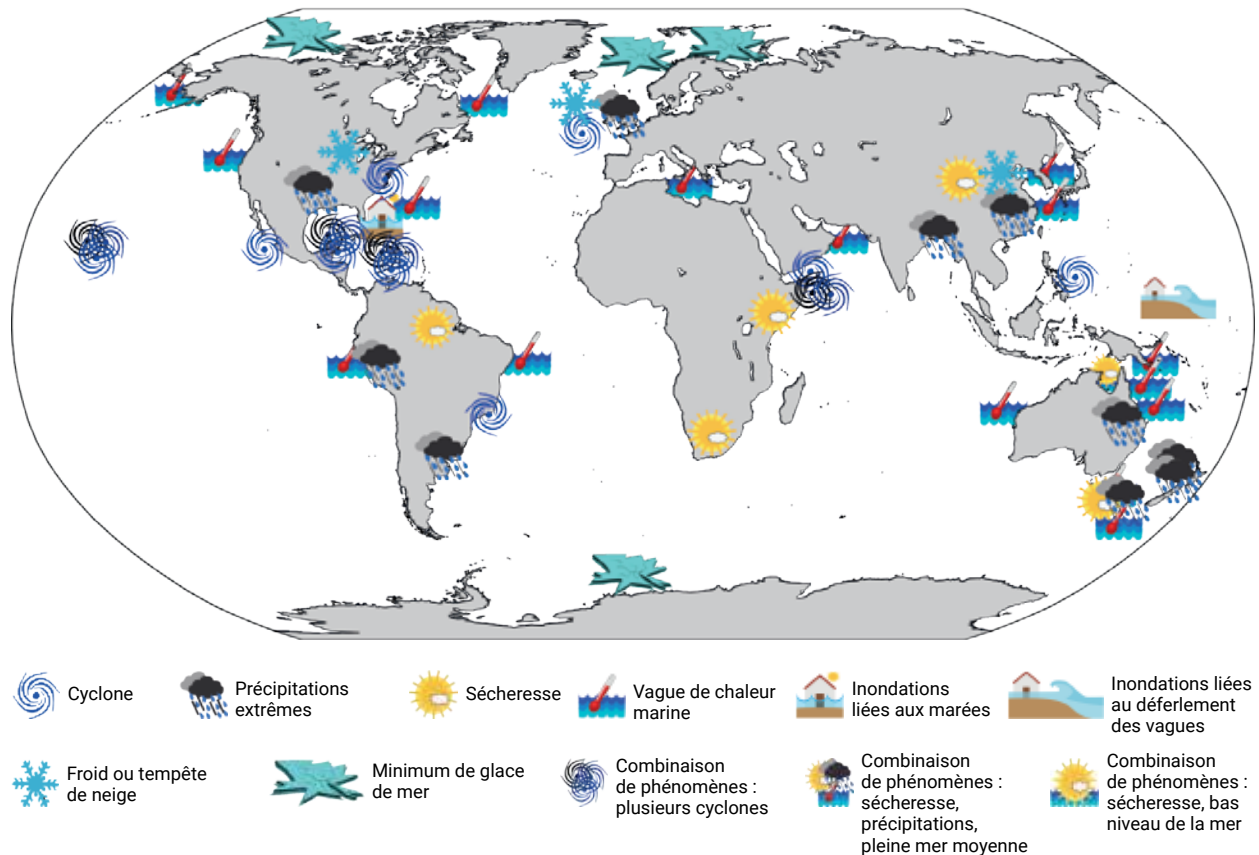 Cyclone
Précipitations
extrêmes
Sécheresse
Vague de chaleur
marine
Inondations
liées aux marées
Inondations liées
au déferlement
des vagues
Froid ou tempête
de neige
Minimum de glace
de mer
Combinaison
de phénomènes :
plusieurs cyclones
Combinaison
de phénomènes :
sécheresse,
précipitations,
pleine mer moyenne
Combinaison
de phénomènes :
sécheresse, bas
niveau de la mer